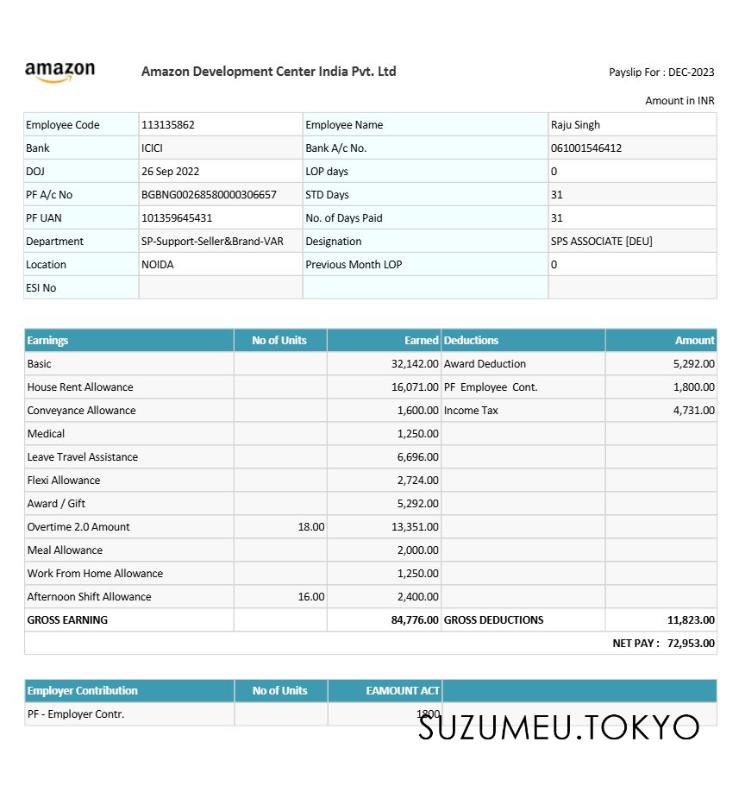 amazon Amazon Development Center India Pvt. Ltd Payslip For : DEC-2023
Amount in INR
Employee Code 113135862 Employee Name Raju Singh
Bank ICICI Bank A/c No. 061001546412
DOJ 26 Sep 2022 LOP days 0
PF A/c No BGBNG00268580000306657 STD Days 31
PF UAN 101359645431 No. of Days Paid 31
Department SP-Support-Seller&Brand-VAR Designation SPS ASSOCIATE [DEU]
Location NOIDA Previous Month LOP 0
ESI No
Earnings No of Units Earned Deductions Amount
Basic 32,142.00 Award Deduction 5,292.00
House Rent Allowance 16,071.00 PF Employee Cont. 1,800.00
Conveyance Allowance 1,600.00 Income Tax 4,731.00
Medical 1,250.00
Leave Travel Assistance 6,696.00
Flexi Allowance 2,724.00
Award / Gift 5,292.00
Overtime 2.0 Amount 18.00 13,351.00
Meal Allowance 2,000.00
Work From Home Allowance 1,250.00
Afternoon Shift Allowance 16.00 2,400.00
GROSS EARNING 84,776.00 GROSS DEDUCTIONS 11,823.00
NET PAY : 72,953.00
Employer Contribution No of Units EAMOUNT ACT
PF - Employer Contr. 1800
SUZUMEU.TOKYO